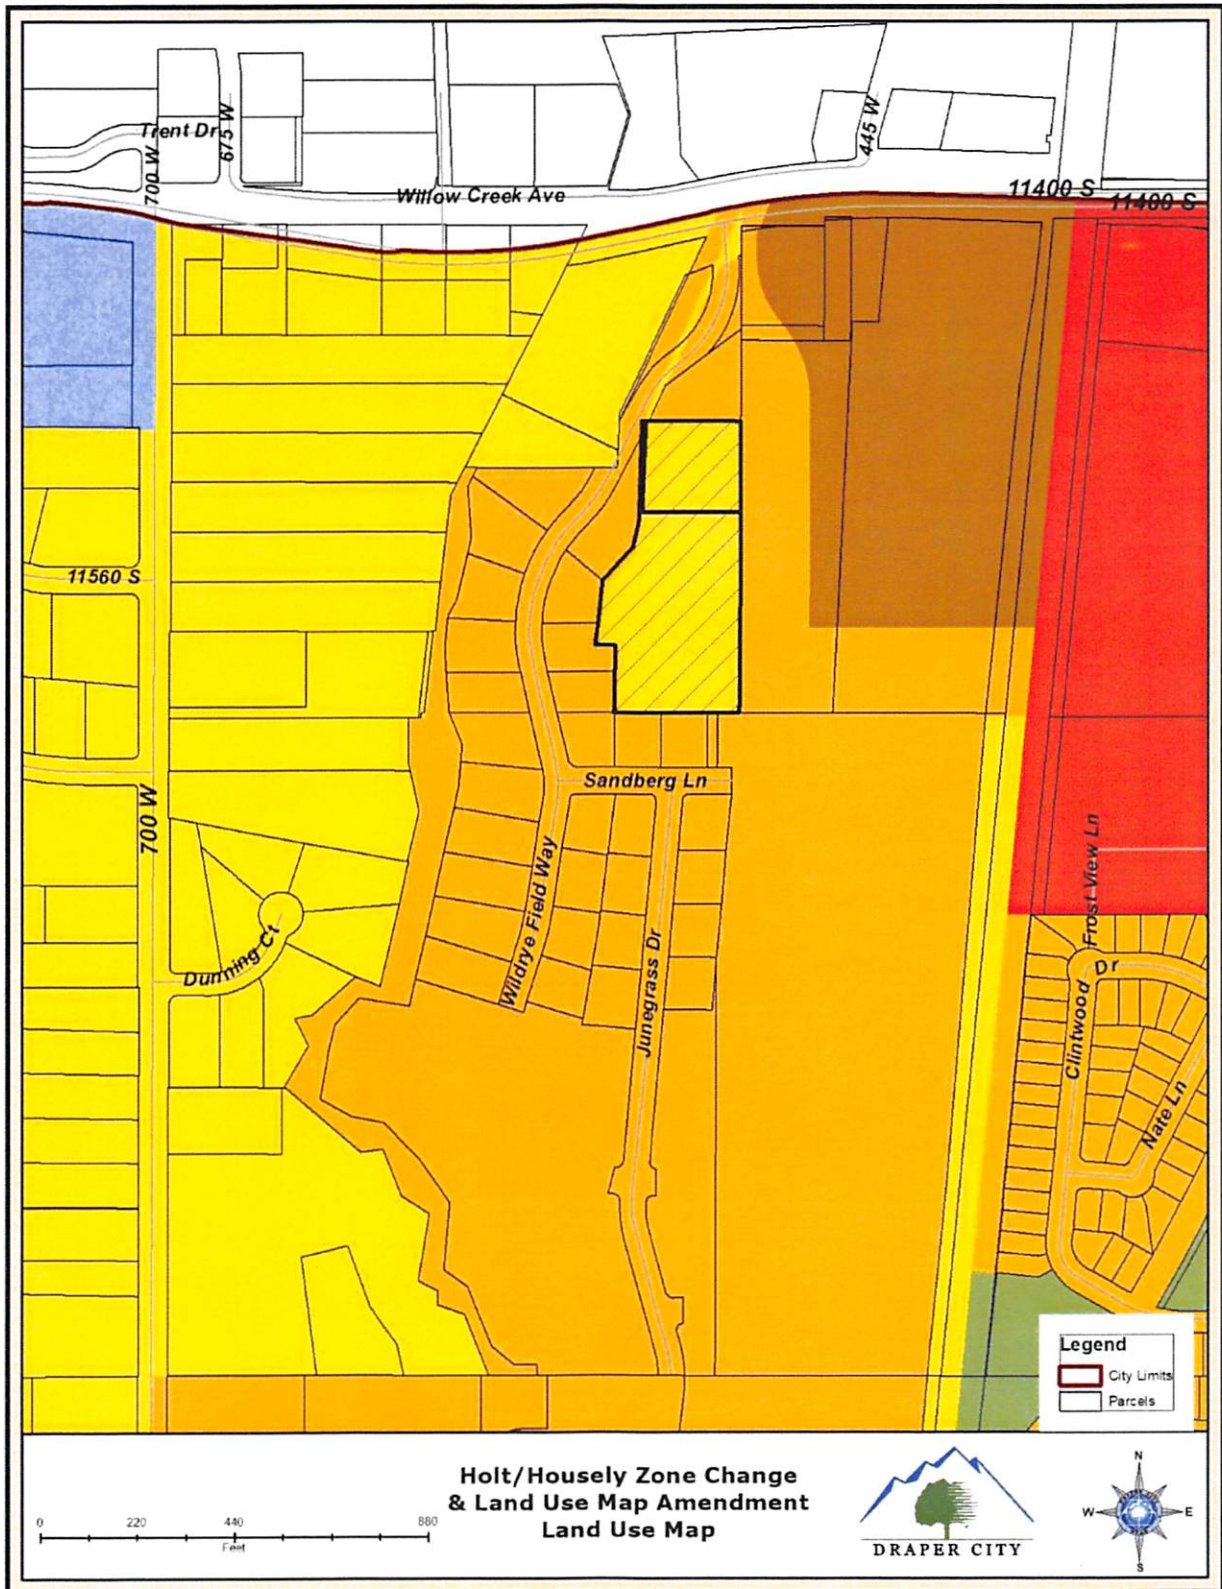 Trent Dr
675 W
700 W
445 W
Willow Creek Ave
11400 S
11400 S
11560 S
700 W
Sandberg Ln
Wildrye Field Way
Junegrass Dr
Dunning Ct
Frost View Ln
Clintwood Dr
Nate Ln
Legend
City Limits
Parcels
Holt/Housely Zone Change
& Land Use Map Amendment
Land Use Map
0 220 440 880
Feet
DRAPER CITY
N
W E
S